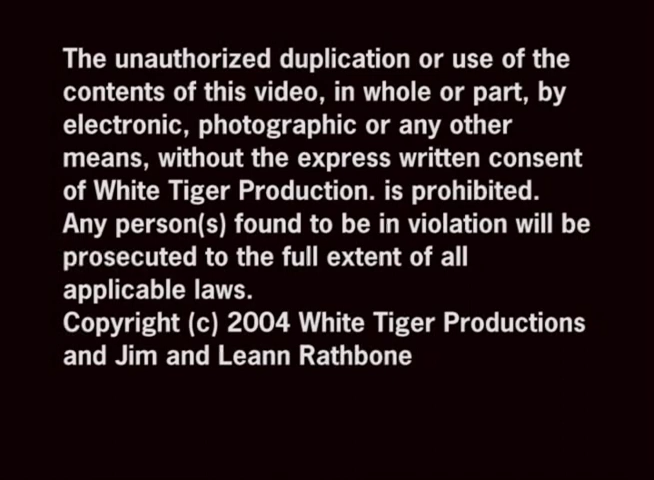 The unauthorized duplication or use of the
contents of this video, in whole or part, by
electronic, photographic or any other
means, without the express written consent
of White Tiger Production. is prohibited.
Any person(s) found to be in violation will be
prosecuted to the full extent of all
applicable laws.
Copyright (c) 2004 White Tiger Productions
and Jim and Leann Rathbone